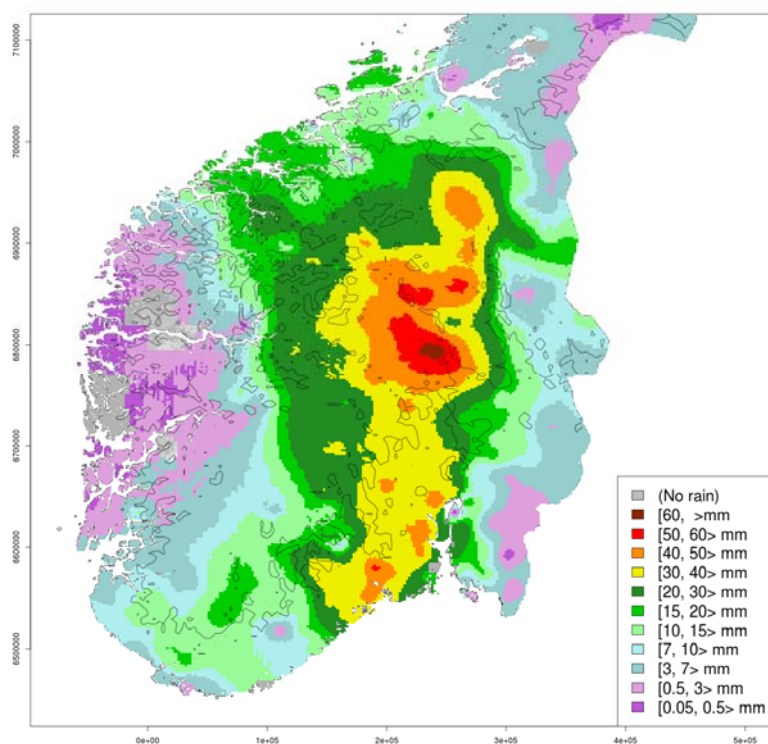 7100000
7000000
6900000
6800000
6700000
6600000
6500000
(No rain)
[60, >mm
[50, 60> mm
[40, 50> mm
[30, 40> mm
[20, 30> mm
[15, 20> mm
[10, 15> mm
[7, 10> mm
[3, 7> mm
[0.5, 3> mm
[0.05, 0.5> mm
0e+00 1e+05 2e+05 3e+05 4e+05 5e+05